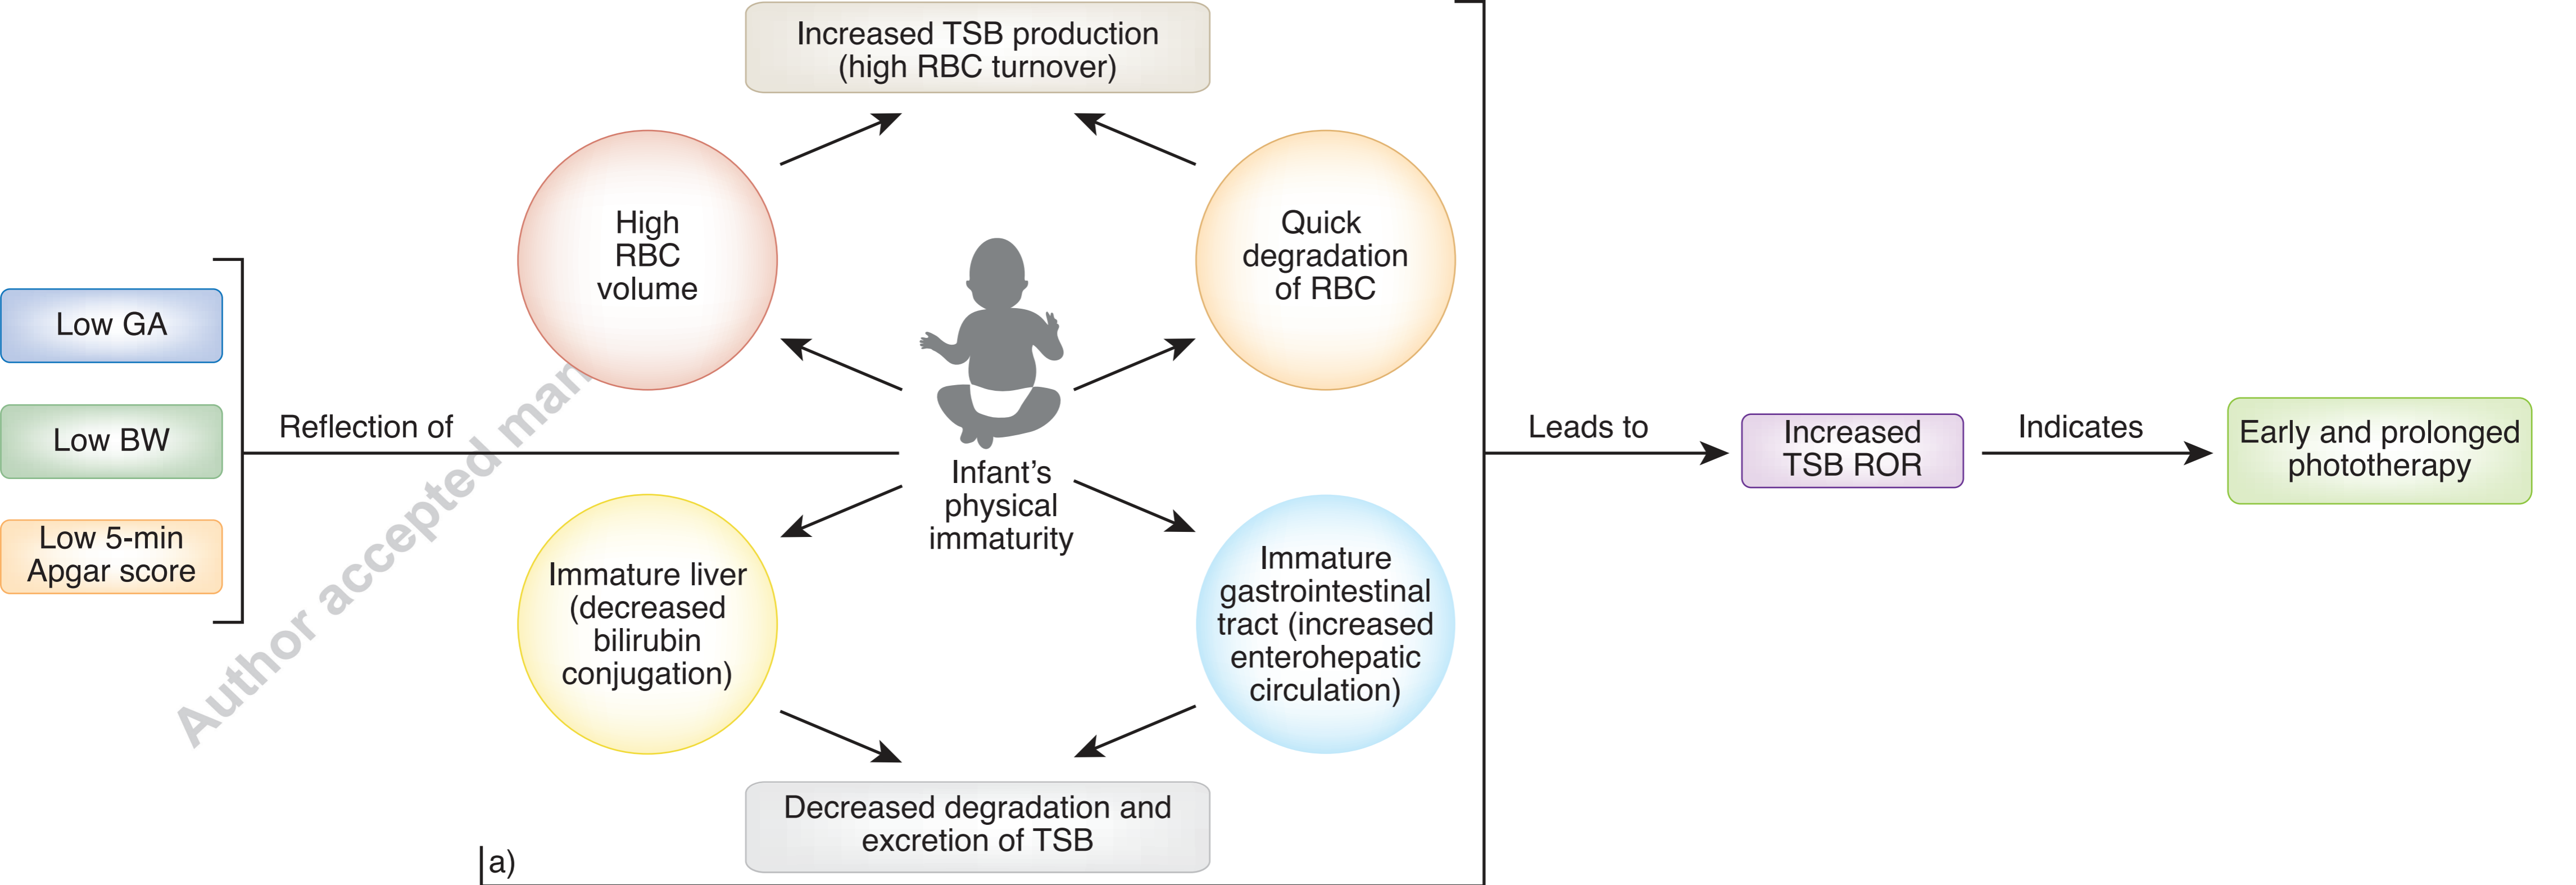 Increased TSB production
(high RBC turnover)
High
RBC
volume
Quick
degradation
of RBC
Low GA
Low BW
Low 5-min
Apgar score
Reflection of
Infant's
physical
immaturity
Leads to
Increased
TSB ROR
Indicates
Early and prolonged
phototherapy
Immature liver
(decreased
bilirubin
conjugation)
Immature
gastrointestinal
tract (increased
enterohepatic
circulation)
Decreased degradation and
excretion of TSB
a)
Author accepted